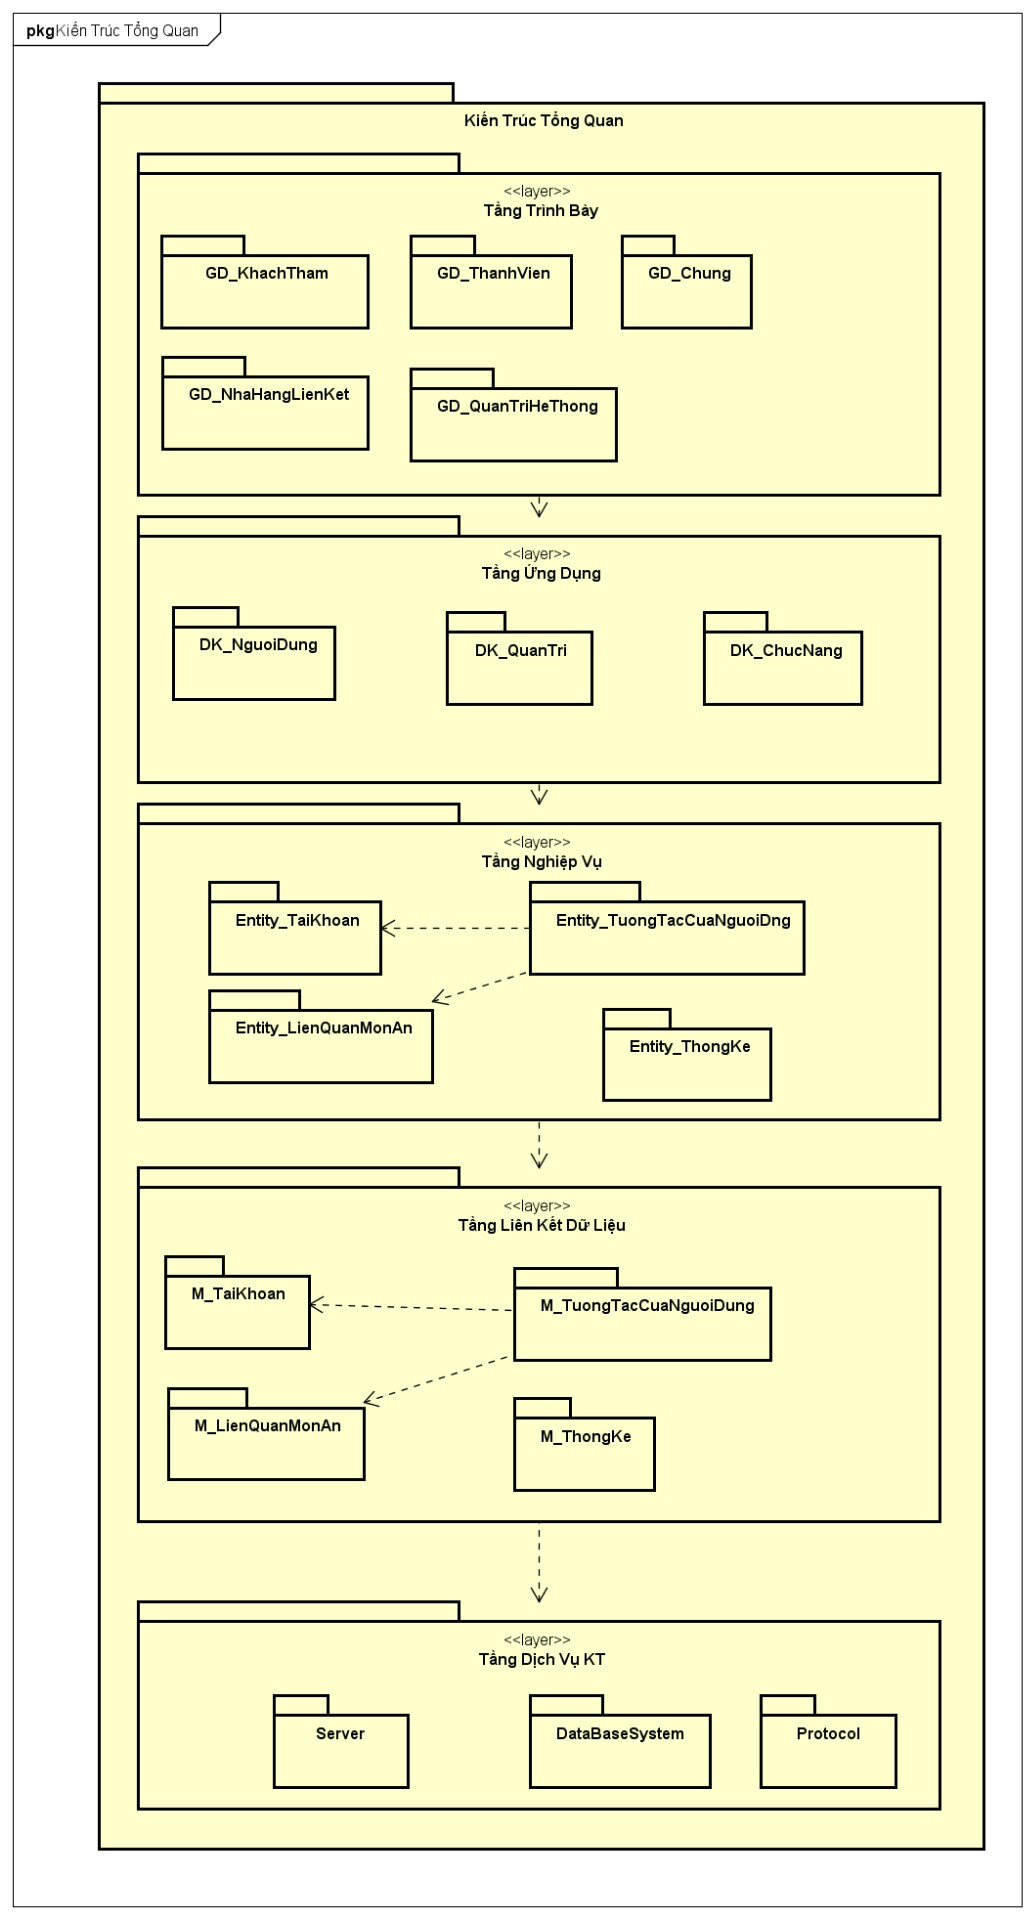 pkgKiến Trúc Tổng Quan
Kiến Trúc Tổng Quan
<<layer>>
Tầng Trình Bày
GD_KhachTham
GD_ThanhVien
GD_Chung
GD_NhaHangLienKet
GD_QuanTriHeThong
<<layer>>
Tầng Ứng Dụng
DK_NguoiDung
DK_QuanTri
DK_ChucNang
<<layer>>
Tầng Nghiệp Vụ
Entity_TaiKhoan
Entity_TuongTacCuaNguoiDng
Entity_LienQuanMonAn
Entity_ThongKe
<<layer>>
Tầng Liên Kết Dữ Liệu
M_TaiKhoan
M_TuongTacCuaNguoiDung
M_LienQuanMonAn
M_ThongKe
<<layer>>
Tầng Dịch Vụ KT
Server
DataBaseSystem
Protocol